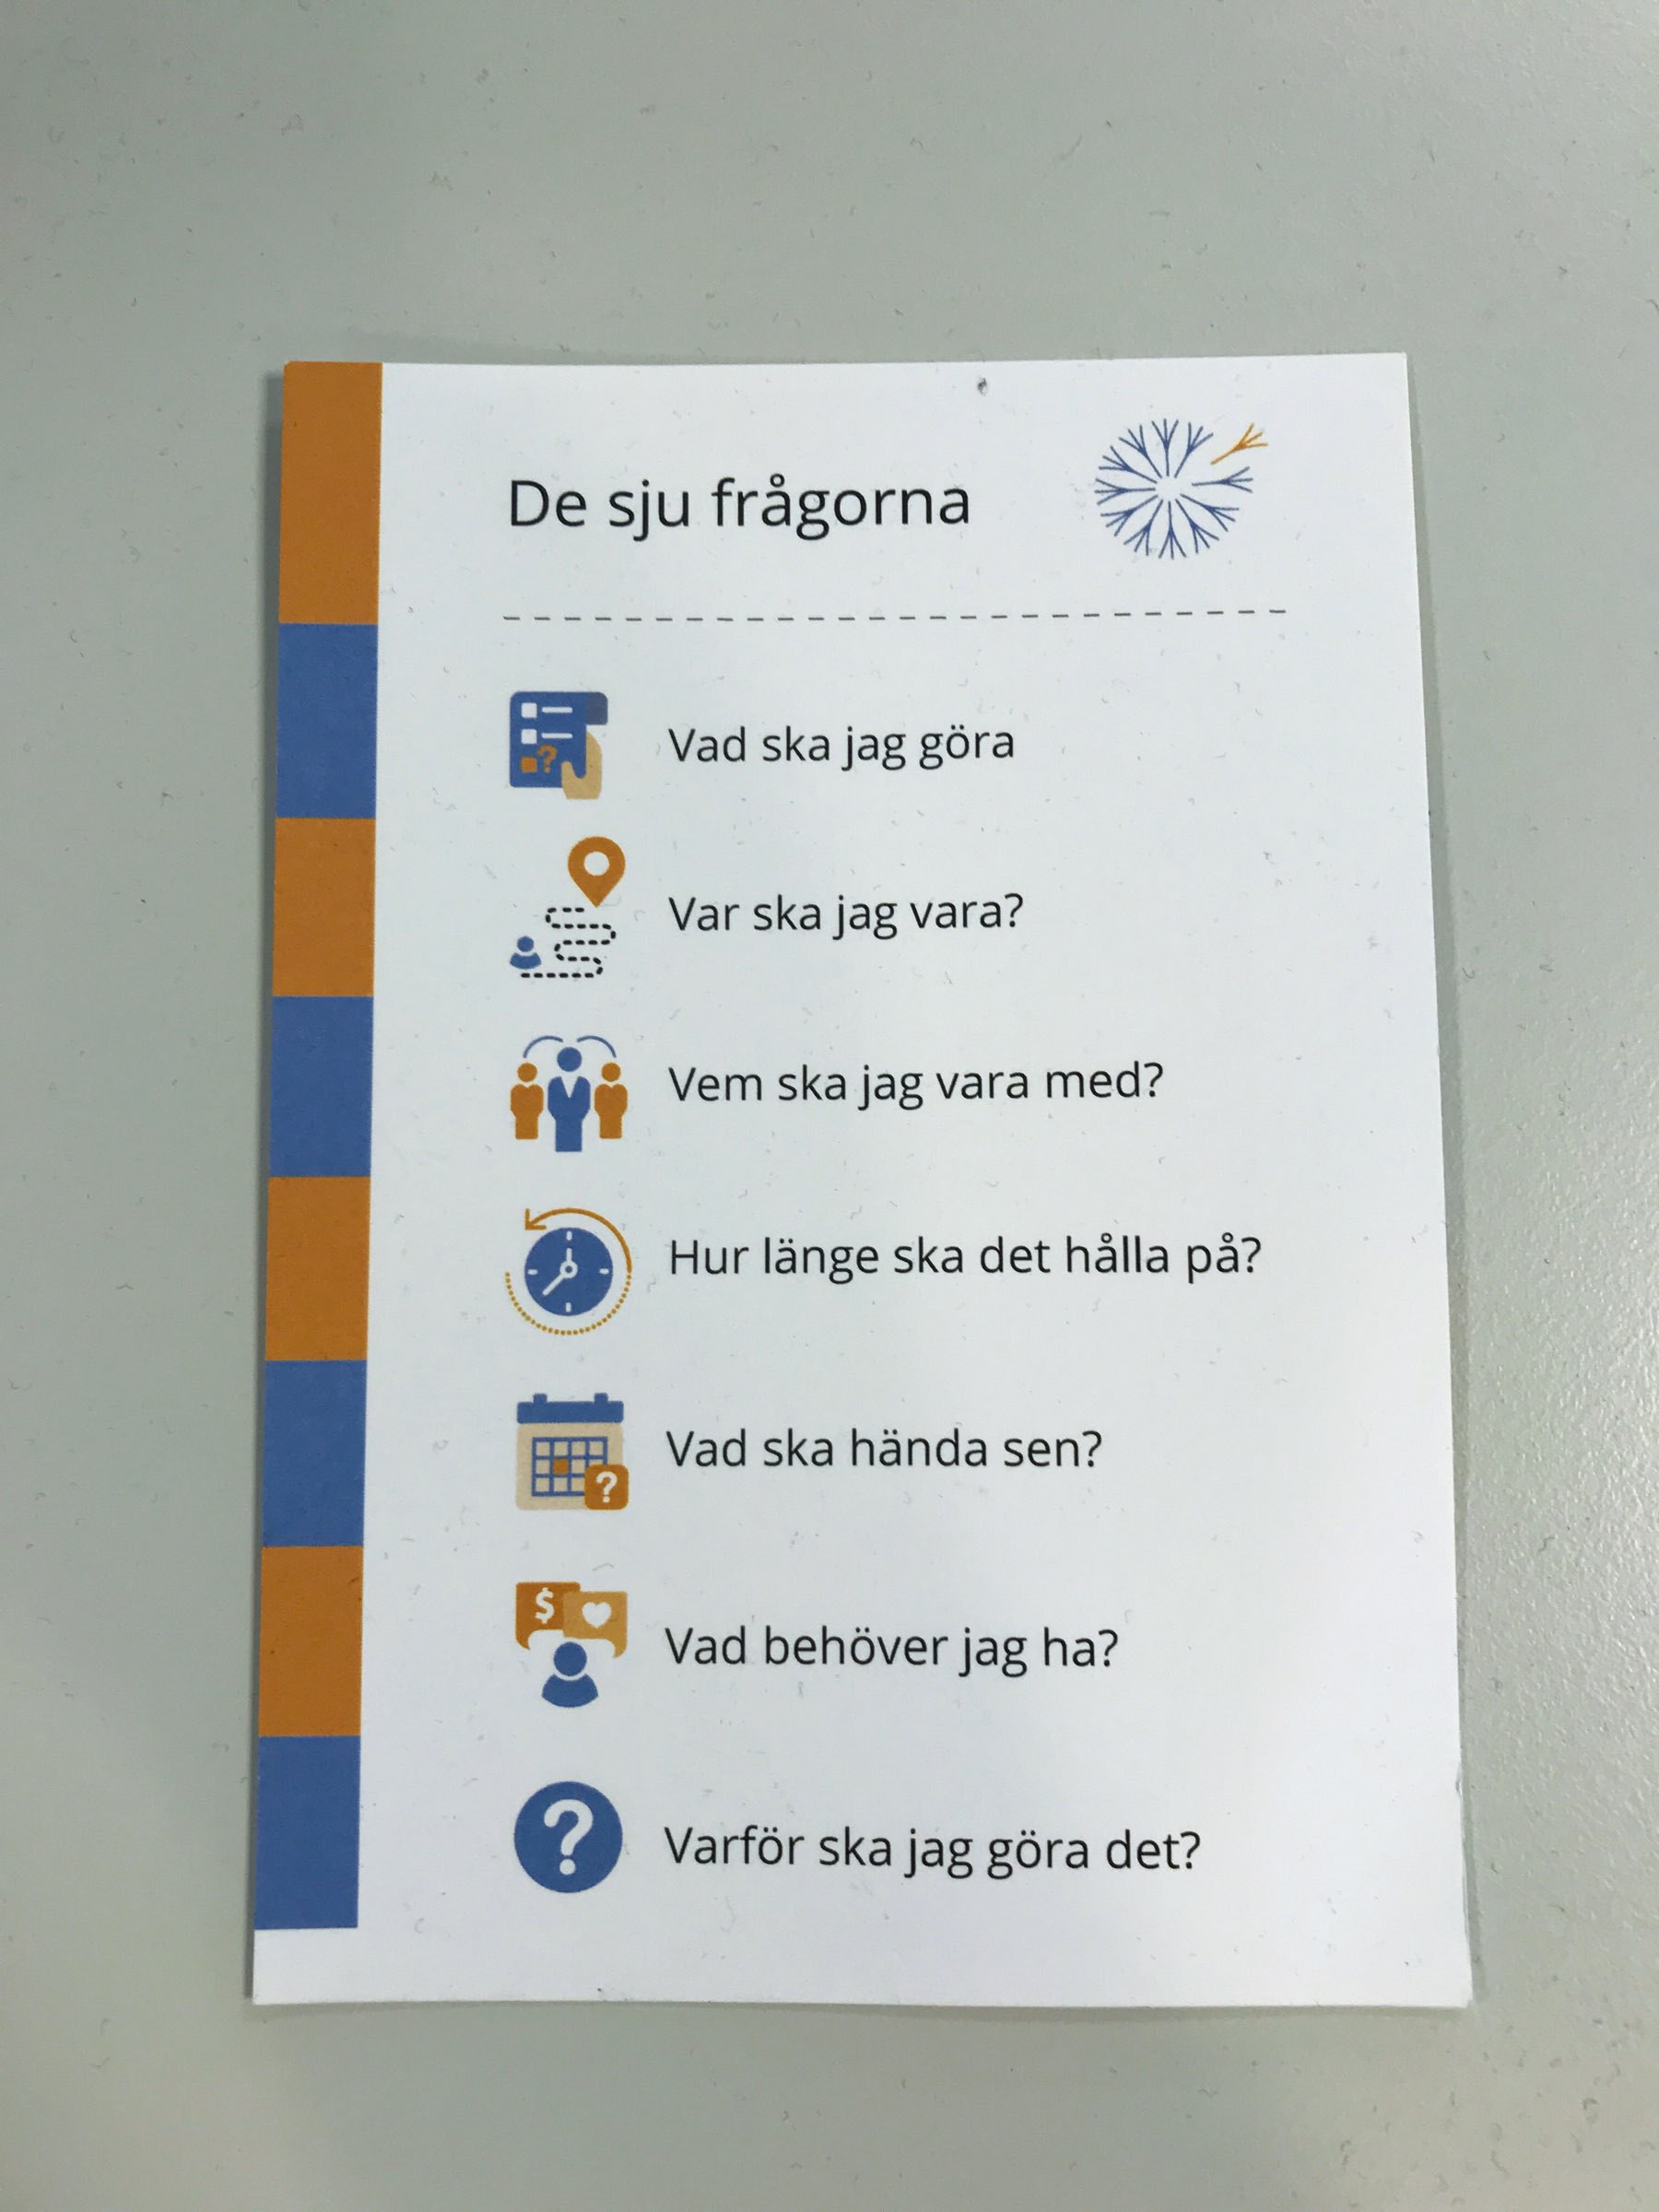 De sju frågorna
Vad ska jag göra
Var ska jag vara?
Vem ska jag vara med?
Hur länge ska det hålla på?
Vad ska hända sen?
Vad behöver jag ha?
Varför ska jag göra det?